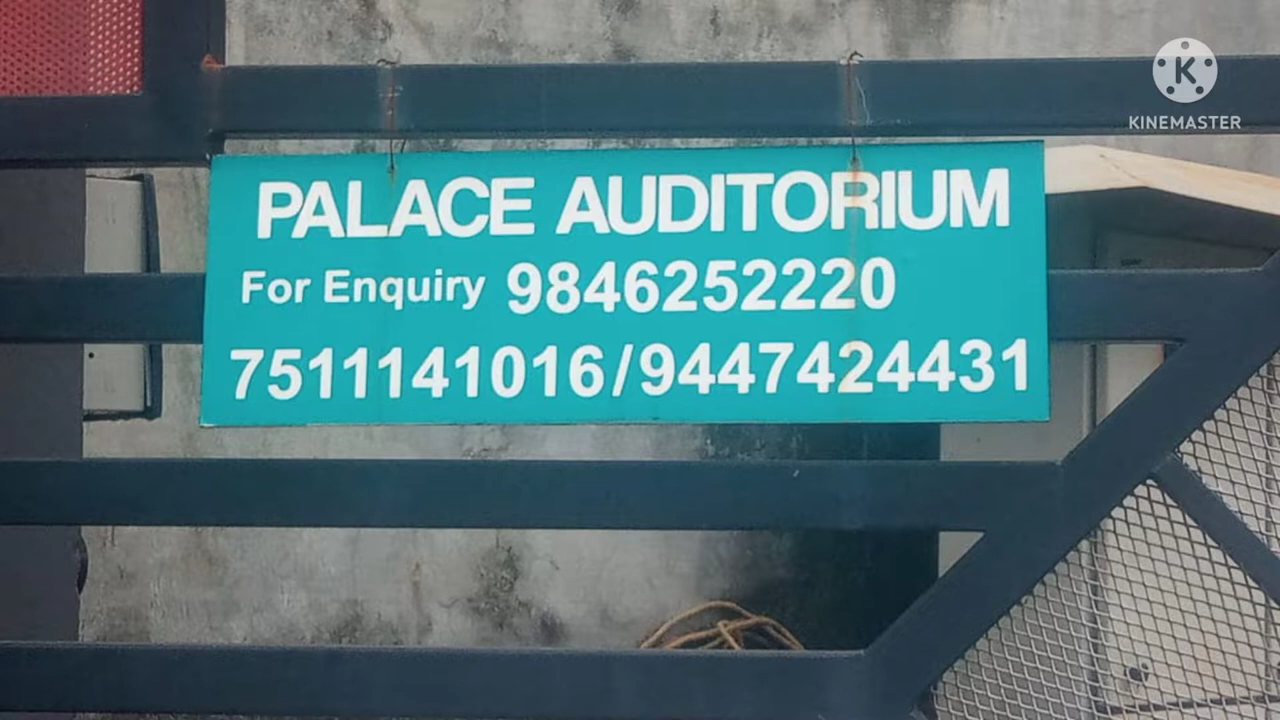 K
KINEMASTER
PALACE AUDITORIUM
For Enquiry 9846252220
7511141016/9447424431